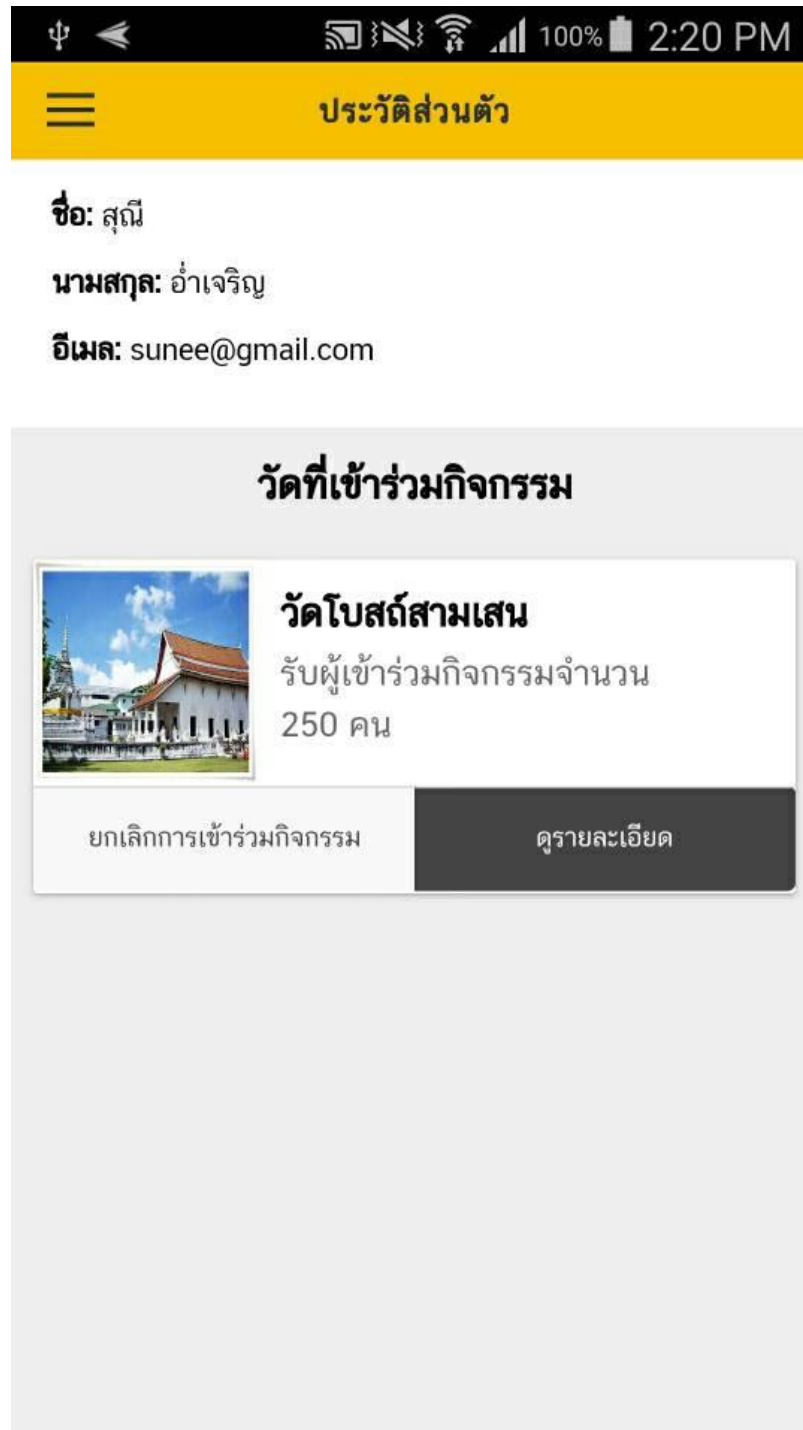 100% 2:20 PM
ประวัติส่วนตัว
ชื่อ: สุณี
นามสกุล: อ่ำเจริญ
อีเมล: sunee@gmail.com
วัดที่เข้าร่วมกิจกรรม
วัดโบสถ์สามเสน
รับผู้เข้าร่วมกิจกรรมจำนวน
250 คน
ยกเลิกการเข้าร่วมกิจกรรม
ดูรายละเอียด